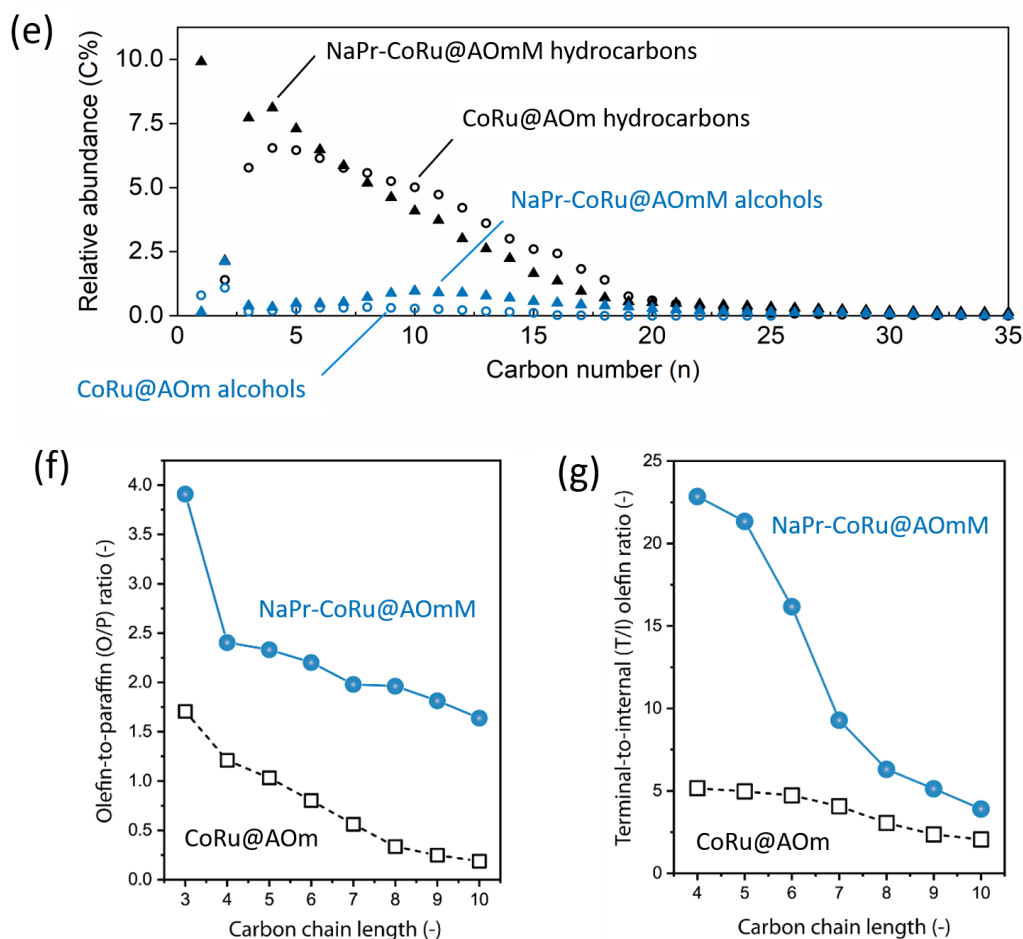 (e)
Relative abundance (C%)
10.0
7.5
5.0
2.5
0.0
NaPr-CoRu@AOmM hydrocarbons
CoRu@AOm hydrocarbons
NaPr-CoRu@AOmM alcohols
CoRu@AOm alcohols
0 5 10 15 20 25 30 35
Carbon number (n)
(f)
Olefin-to-paraffin (O/P) ratio (-)
4.0
3.5
3.0
2.5
2.0
1.5
1.0
0.5
0.0
NaPr-CoRu@AOmM
CoRu@AOm
3 4 5 6 7 8 9 10
Carbon chain length (-)
(g)
Terminal-to-internal (T/I) olefin ratio (-)
25
20
15
10
5
0
NaPr-CoRu@AOmM
CoRu@AOm
4 5 6 7 8 9 10
Carbon chain length (-)